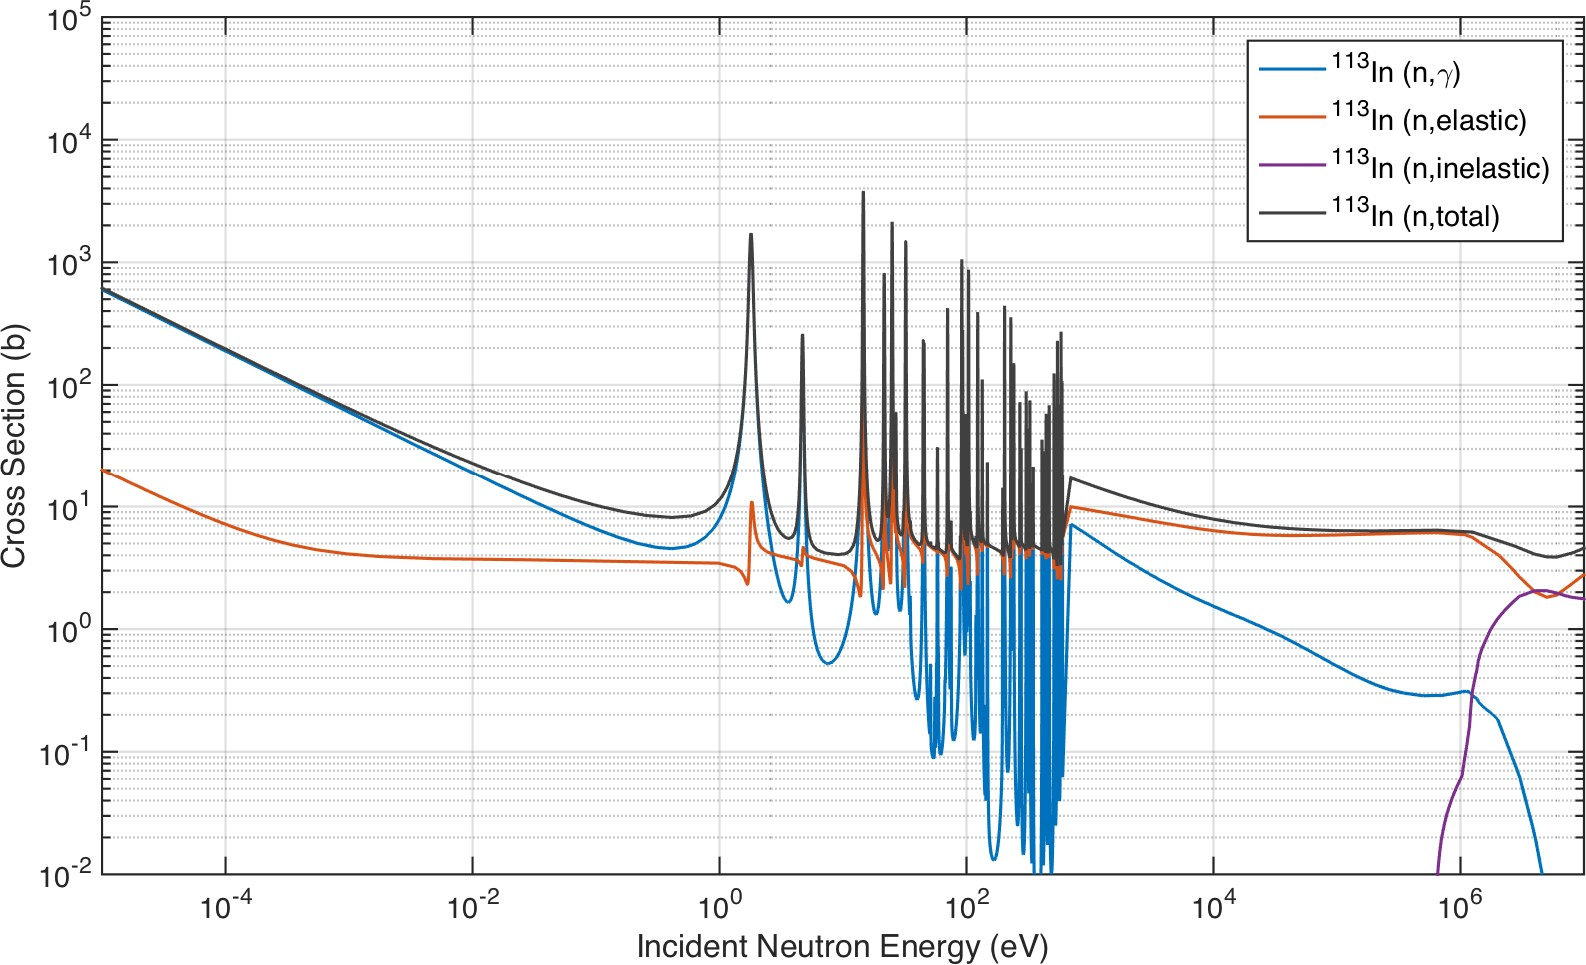 10^5
10^4
10^3
10^2
10^1
10^0
10^-1
10^-2
Cross Section (b)
^113In (n,γ)
^113In (n,elastic)
^113In (n,inelastic)
^113In (n,total)
10^-4 10^-2 10^0 10^2 10^4 10^6
Incident Neutron Energy (eV)